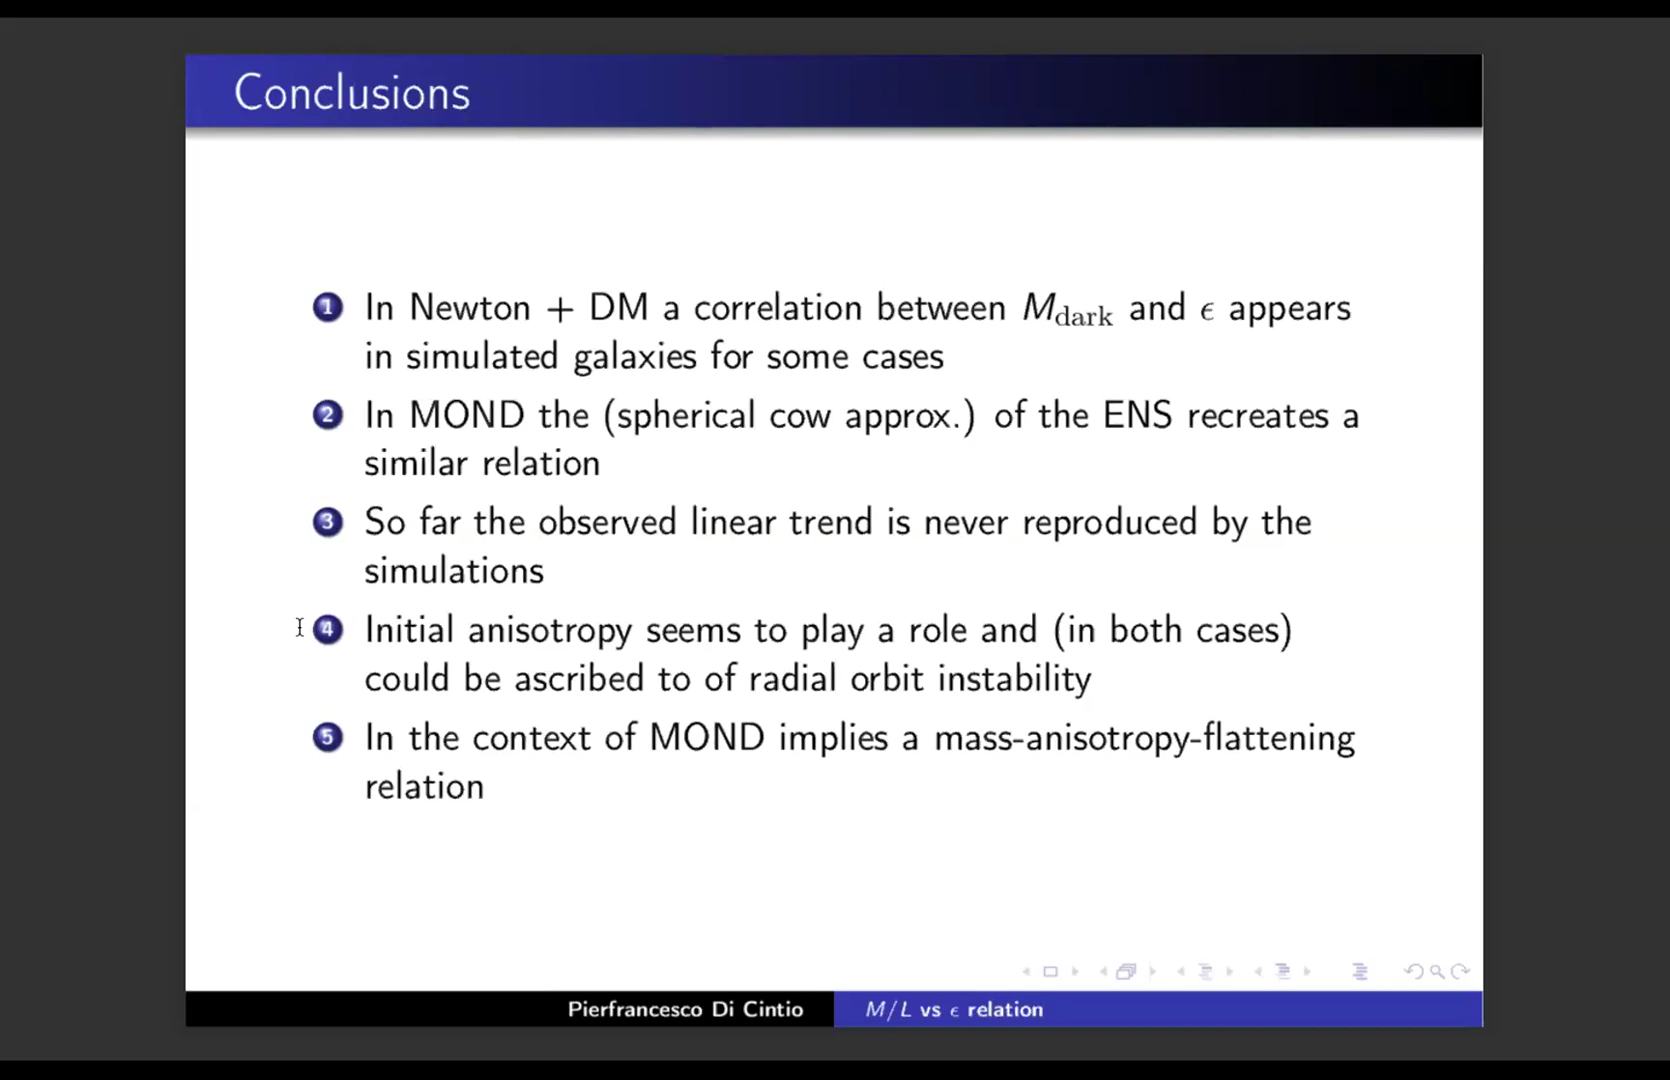 Conclusions
1 In Newton + DM a correlation between M_dark and ϵ appears
in simulated galaxies for some cases
2 In MOND the (spherical cow approx.) of the ENS recreates a
similar relation
3 So far the observed linear trend is never reproduced by the
simulations
4 Initial anisotropy seems to play a role and (in both cases)
could be ascribed to of radial orbit instability
5 In the context of MOND implies a mass-anisotropy-flattening
relation
Pierfrancesco Di Cintio
M/L vs ϵ relation